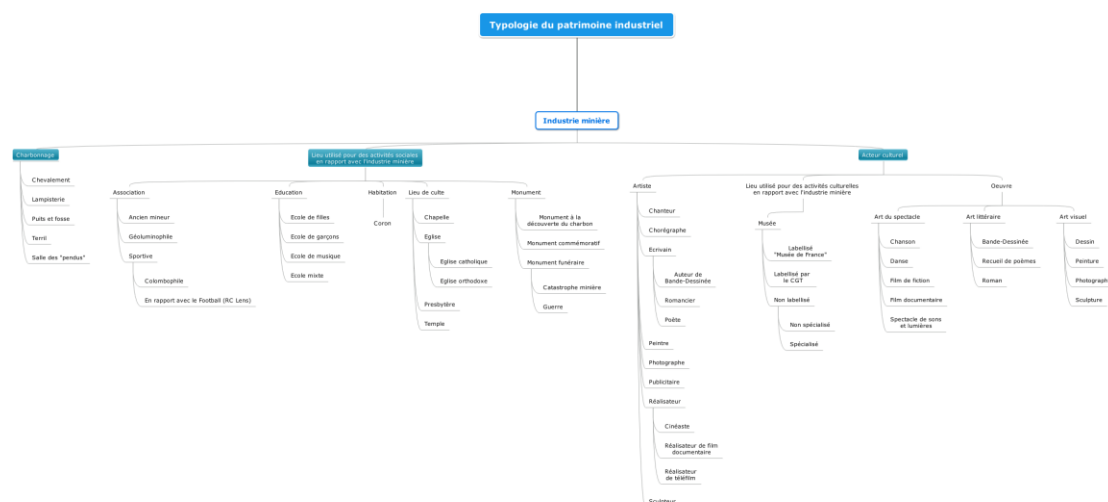 Typologie du patrimoine industriel
Industrie minière
Charbonnage
Chevalement
Lampisterie
Puits et fosse
Terril
Salle des "pendus"
Lieu utilisé pour des activités sociales
en rapport avec l'industrie minière
Association
Ancien mineur
Géoluminophile
Sportive
Colombophile
En rapport avec le Football (RC Lens)
Education
Ecole de filles
Ecole de garçons
Ecole de musique
Ecole mixte
Habitation
Coron
Lieu de culte
Chapelle
Eglise
Eglise catholique
Eglise orthodoxe
Presbytère
Temple
Monument
Monument à la
découverte du charbon
Monument commémoratif
Monument funéraire
Catastrophe minière
Guerre
Acteur culturel
Artiste
Chanteur
Chorégraphe
Ecrivain
Auteur de
Bande-Dessinée
Romancier
Poète
Peintre
Photographe
Publicitaire
Réalisateur
Cinéaste
Réalisateur de film
documentaire
Réalisateur
de téléfilm
Sculpteur
Lieu utilisé pour des activités culturelles
en rapport avec l'industrie minière
Musée
Labellisé
"Musée de France"
Labellisé par
le CGT
Non labellisé
Non spécialisé
Spécialisé
Oeuvre
Art du spectacle
Chanson
Danse
Film de fiction
Film documentaire
Spectacle de sons
et lumières
Art littéraire
Bande-Dessinée
Recueil de poèmes
Roman
Art visuel
Dessin
Peinture
Photograph
Sculpture